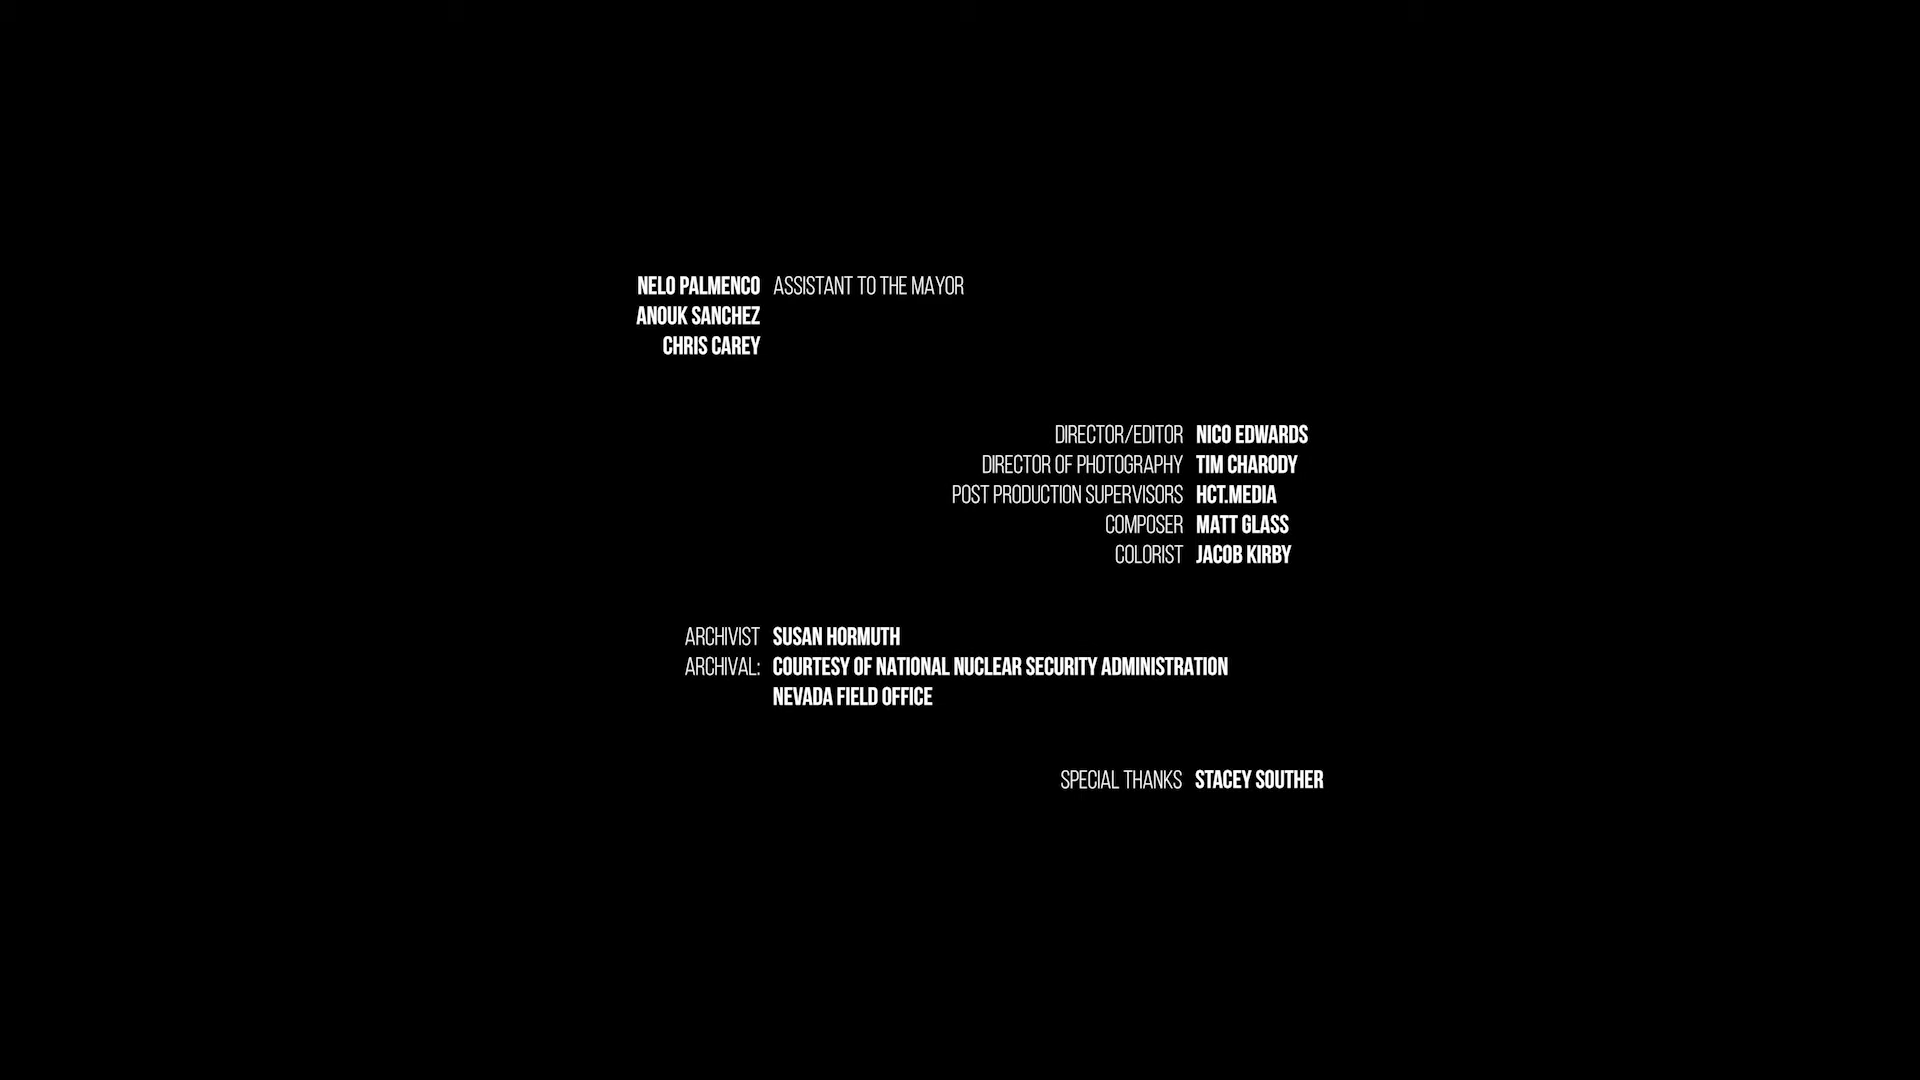 NELO PALMENCO ASSISTANT TO THE MAYOR
ANOUK SANCHEZ
CHRIS CAREY
DIRECTOR/EDITOR NICO EDWARDS
DIRECTOR OF PHOTOGRAPHY TIM CHARODY
POST PRODUCTION SUPERVISORS HCT.MEDIA
COMPOSER MATT GLASS
COLORIST JACOB KIRBY
ARCHIVIST SUSAN HORMUTH
ARCHIVAL: COURTESY OF NATIONAL NUCLEAR SECURITY ADMINISTRATION
NEVADA FIELD OFFICE
SPECIAL THANKS STACEY SOUTHER